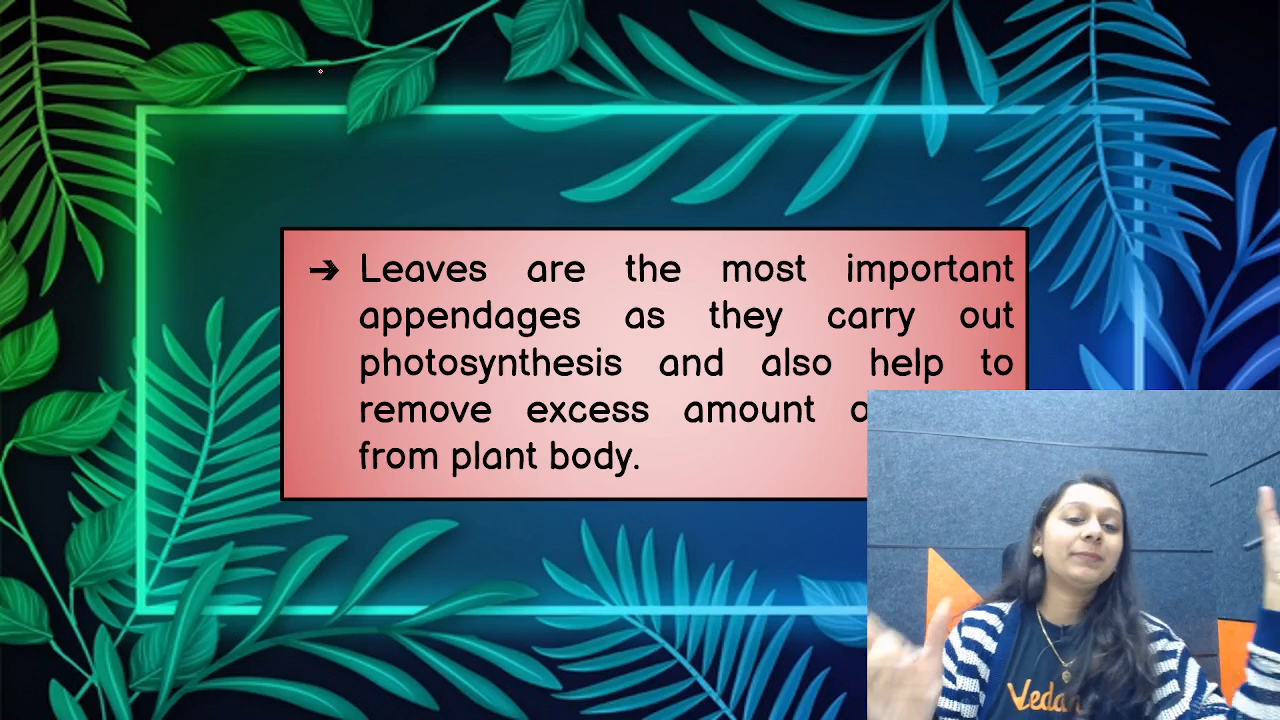 ➔ Leaves are the most important
appendages as they carry out
photosynthesis and also help to
remove excess amount
from plant body.